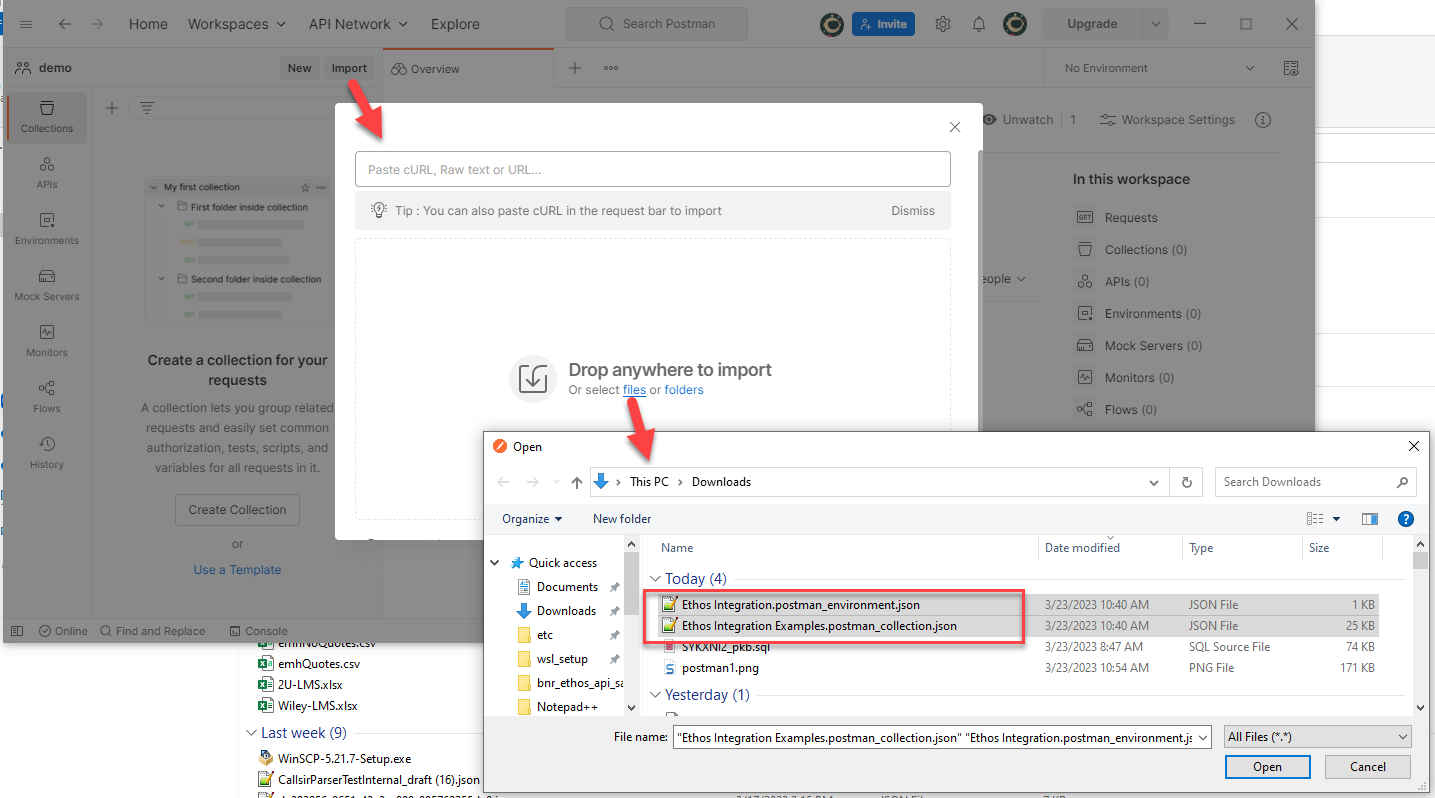 Home Workspaces API Network Explore Search Postman Invite Upgrade
demo New Import Overview No Environment
Collections
APIs
Environments
Mock Servers
Monitors
Flows
History
My first collection
First folder inside collection
GET
POST
GET
Second folder inside collection
GET
GET
Create a collection for your
requests
A collection lets you group related
requests and easily set common
authorization, tests, scripts, and
variables for all requests in it.
Create Collection
or
Use a Template
Paste cURL, Raw text or URL...
Tip : You can also paste cURL in the request bar to import Dismiss
Drop anywhere to import
Or select files or folders
Unwatch 1 Workspace Settings
In this workspace
GET Requests
Collections (0)
APIs (0)
Environments (0)
Mock Servers (0)
Monitors (0)
Flows (0)
Online Find and Replace Console
emhNoQuotes.csv
emhQuotes.csv
2U-LMS.xlsx
Wiley-LMS.xlsx
Last week (9)
WinSCP-5.21.7-Setup.exe
CallsirParserTestInternal_draft (16).json
Open
This PC Downloads Search Downloads
Organize New folder
Quick access
Documents
Downloads
etc
wsl_setup
bnr_ethos_api_sa
Notepad++
Name Date modified Type Size
Today (4)
Ethos Integration.postman_environment.json 3/23/2023 10:40 AM JSON File 1 KB
Ethos Integration Examples.postman_collection.json 3/23/2023 10:40 AM JSON File 25 KB
SYKXNI2_pkb.sql 3/23/2023 8:47 AM SQL Source File 74 KB
postman1.png 3/23/2023 10:54 AM PNG File 171 KB
Yesterday (1)
File name: "Ethos Integration Examples.postman_collection.json" "Ethos Integration.postman_environment.js All Files (*.*)
Open Cancel